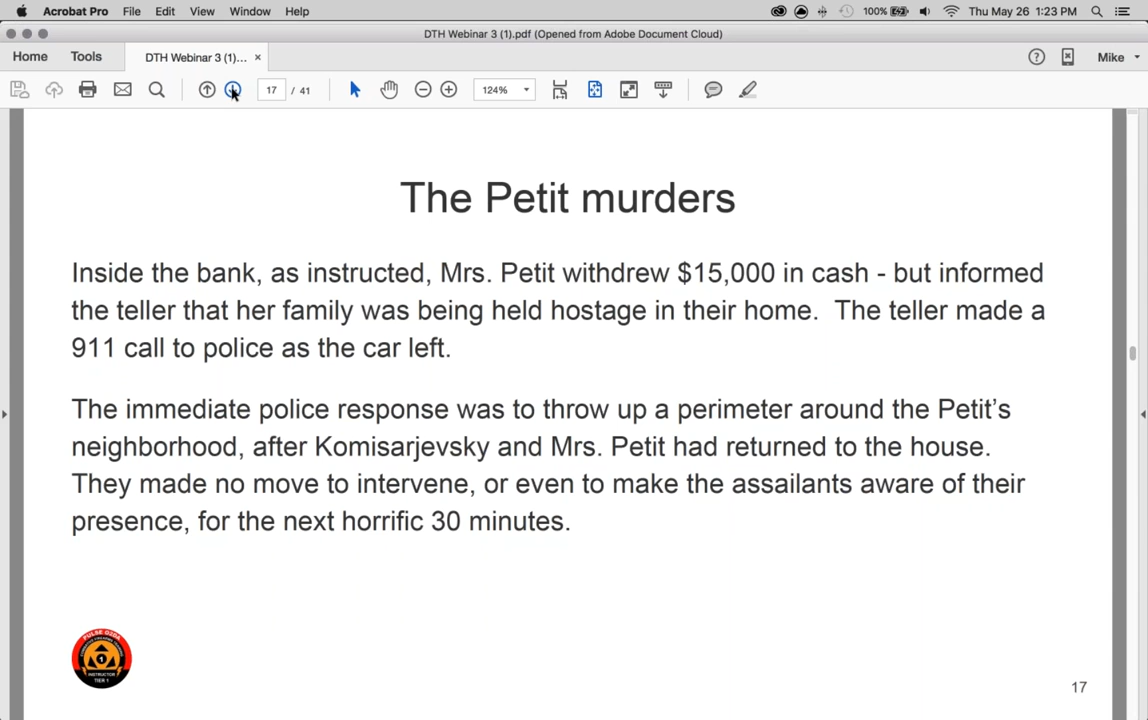 Acrobat Pro File Edit View Window Help 100% Thu May 26 1:23 PM
DTH Webinar 3 (1).pdf (Opened from Adobe Document Cloud)
Home Tools DTH Webinar 3 (1)... × Mike
17 / 41 124%
The Petit murders
Inside the bank, as instructed, Mrs. Petit withdrew $15,000 in cash - but informed
the teller that her family was being held hostage in their home.  The teller made a
911 call to police as the car left.
The immediate police response was to throw up a perimeter around the Petit's
neighborhood, after Komisarjevsky and Mrs. Petit had returned to the house.
They made no move to intervene, or even to make the assailants aware of their
presence, for the next horrific 30 minutes.
1
INSTRUCTOR
TIER 1
17